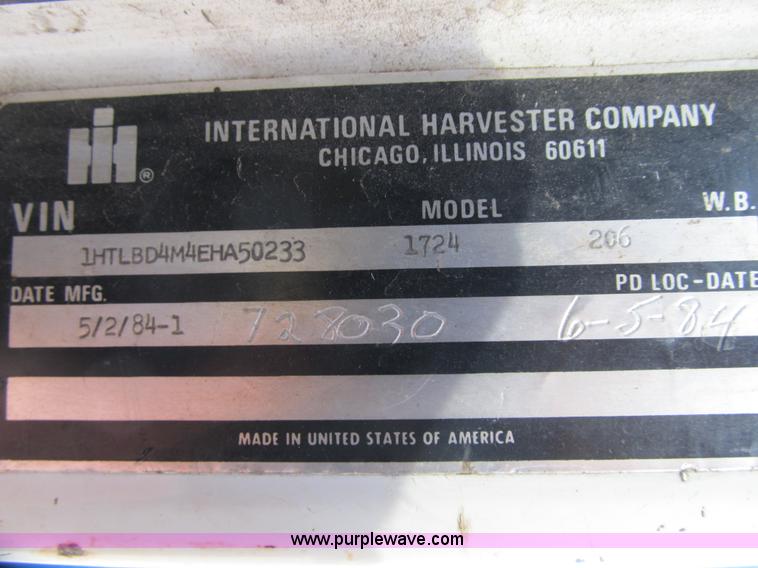 IH®
INTERNATIONAL HARVESTER COMPANY
CHICAGO, ILLINOIS 60611
VIN MODEL W.B.
1HTLBD4M4EHA50233 1724 206
DATE MFG. PD LOC-DATE
5/2/84-1 728030 6-5-84
MADE IN UNITED STATES OF AMERICA
www.purplewave.com